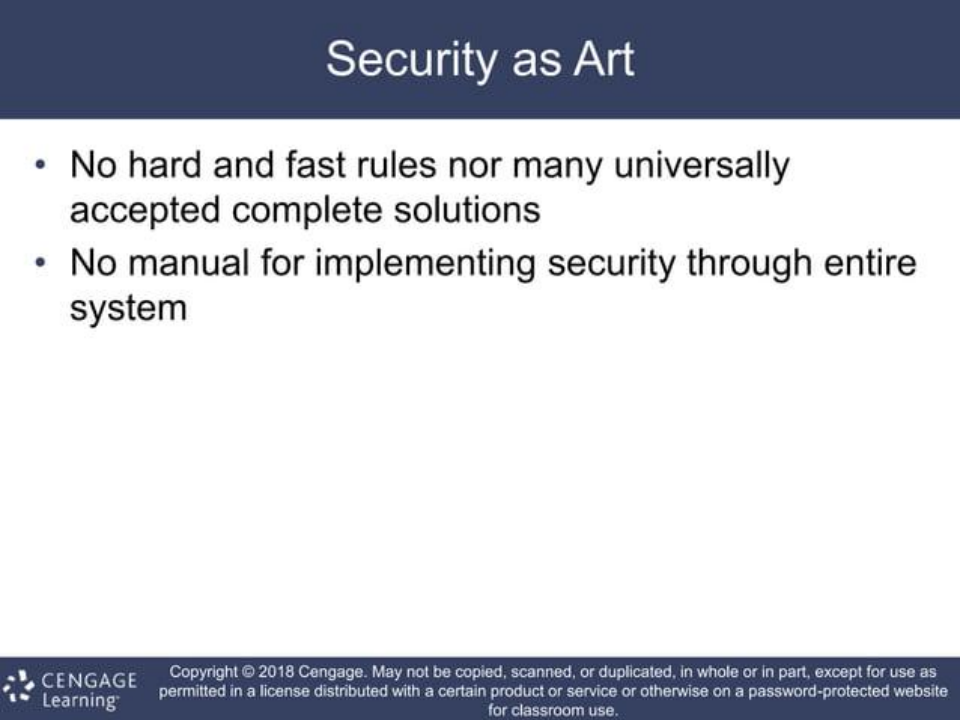 Security as Art
• No hard and fast rules nor many universally
accepted complete solutions
• No manual for implementing security through entire
system
CENGAGE
Learning™
Copyright © 2018 Cengage. May not be copied, scanned, or duplicated, in whole or in part, except for use as
permitted in a license distributed with a certain product or service or otherwise on a password-protected website
for classroom use.